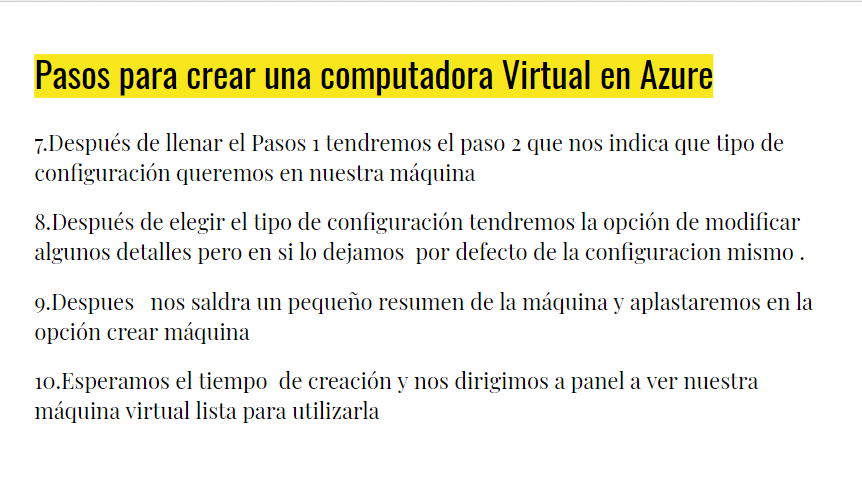 Pasos para crear una computadora Virtual en Azure
7.Después de llenar el Pasos 1 tendremos el paso 2 que nos indica que tipo de
configuración queremos en nuestra máquina
8.Después de elegir el tipo de configuración tendremos la opción de modificar
algunos detalles pero en si lo dejamos  por defecto de la configuracion mismo .
9.Despues   nos saldra un pequeño resumen de la máquina y aplastaremos en la
opción crear máquina
10.Esperamos el tiempo  de creación y nos dirigimos a panel a ver nuestra
máquina virtual lista para utilizarla